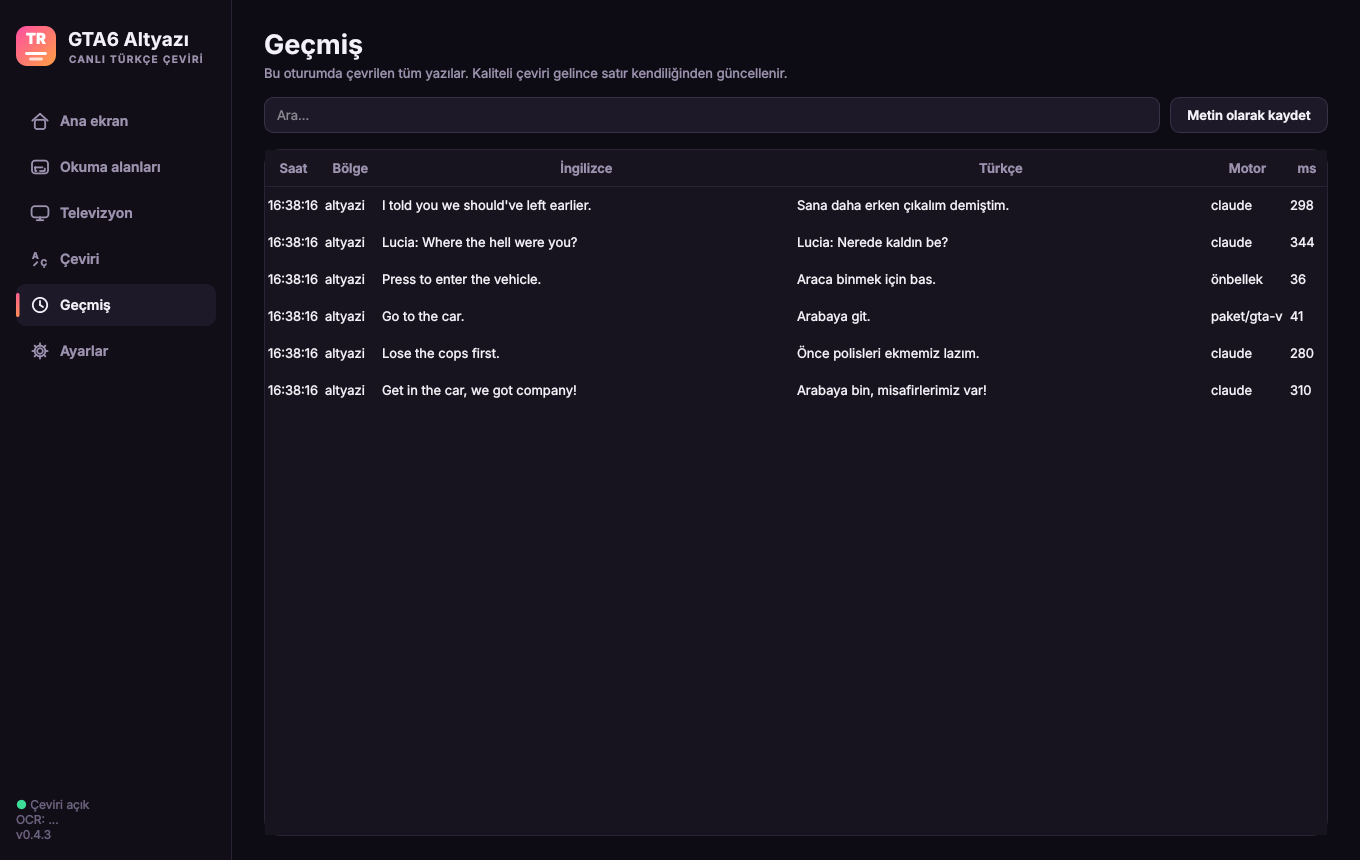 TR
GTA6 Altyazı
CANLI TÜRKÇE ÇEVİRİ
Ana ekran
Okuma alanları
Televizyon
Çeviri
Geçmiş
Ayarlar
Çeviri açık
OCR: ...
v0.4.3
Geçmiş
Bu oturumda çevrilen tüm yazılar. Kaliteli çeviri gelince satır kendiliğinden güncellenir.
Ara... Metin olarak kaydet
Saat Bölge İngilizce Türkçe Motor ms
16:38:16 altyazi I told you we should've left earlier. Sana daha erken çıkalım demiştim. claude 298
16:38:16 altyazi Lucia: Where the hell were you? Lucia: Nerede kaldın be? claude 344
16:38:16 altyazi Press to enter the vehicle. Araca binmek için bas. önbellek 36
16:38:16 altyazi Go to the car. Arabaya git. paket/gta-v 41
16:38:16 altyazi Lose the cops first. Önce polisleri ekmemiz lazım. claude 280
16:38:16 altyazi Get in the car, we got company! Arabaya bin, misafirlerimiz var! claude 310